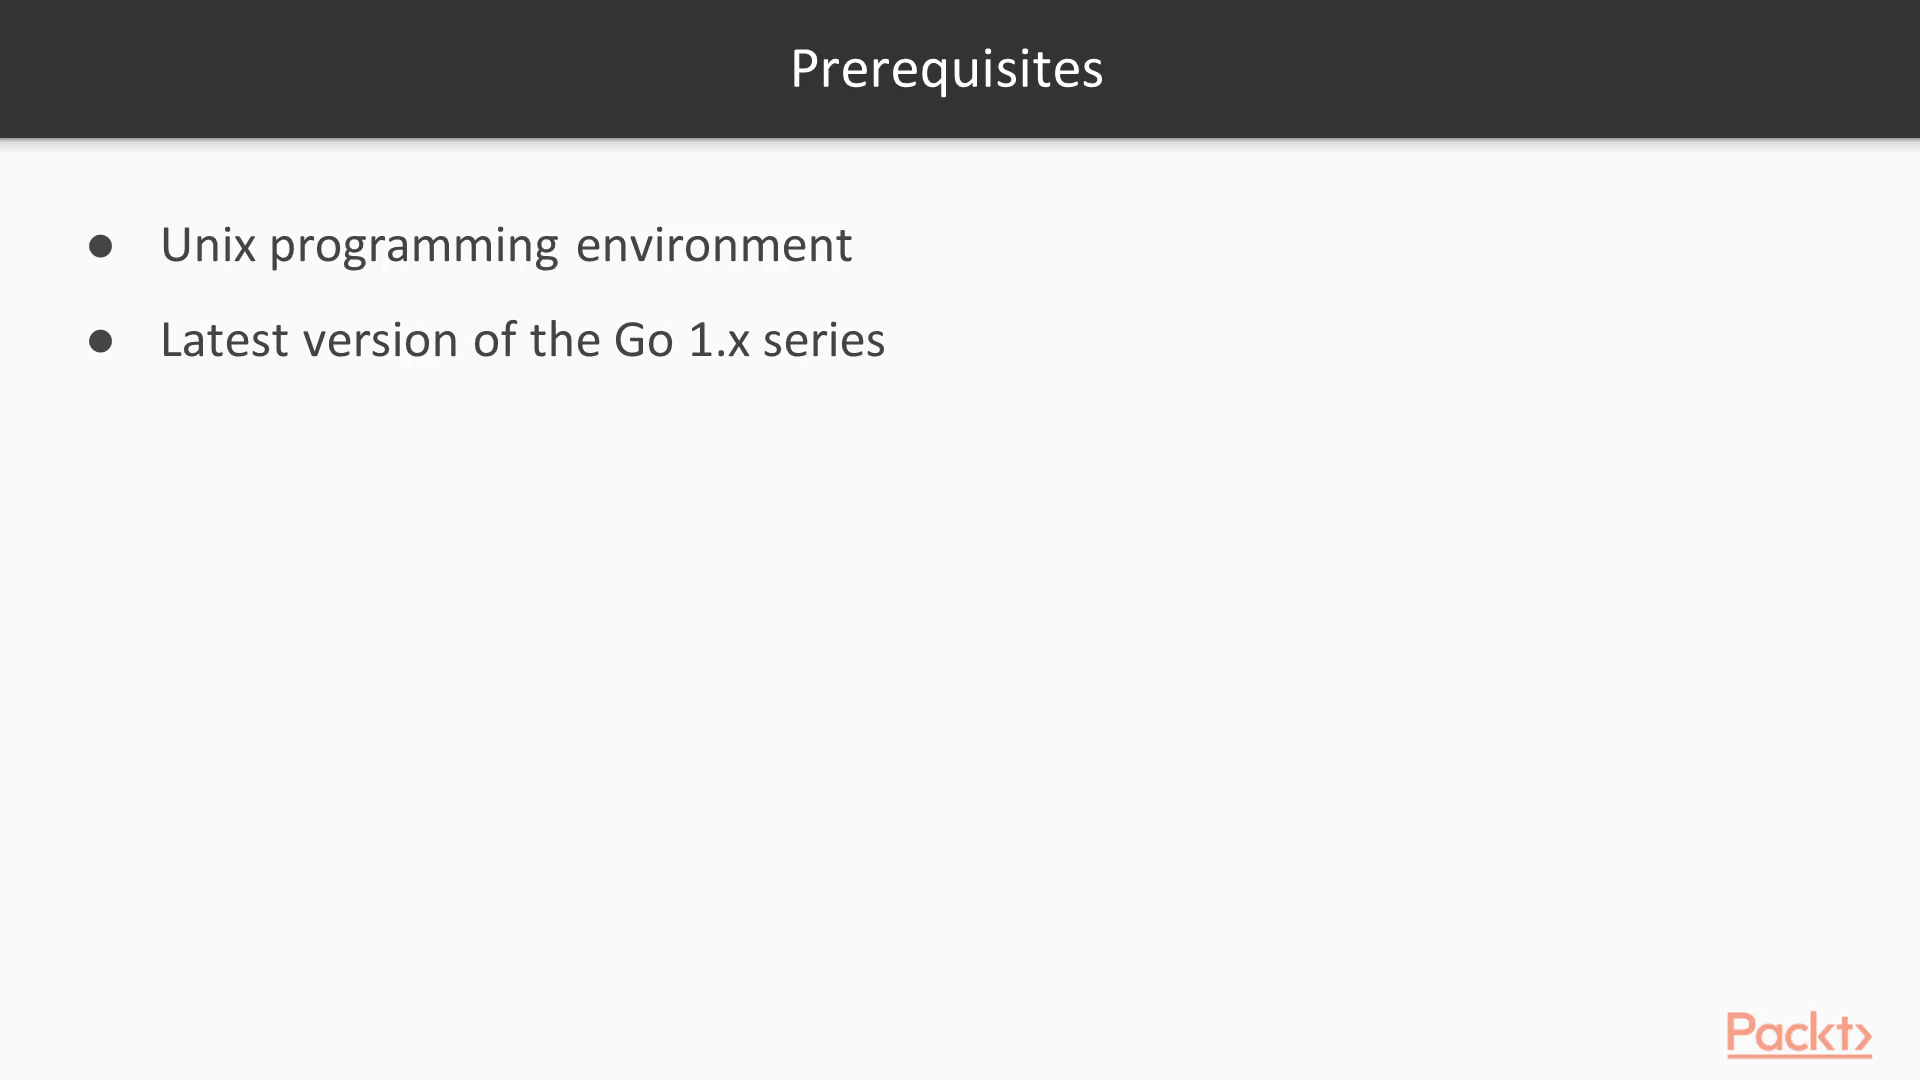 Prerequisites
● Unix programming environment
● Latest version of the Go 1.x series
Packt>